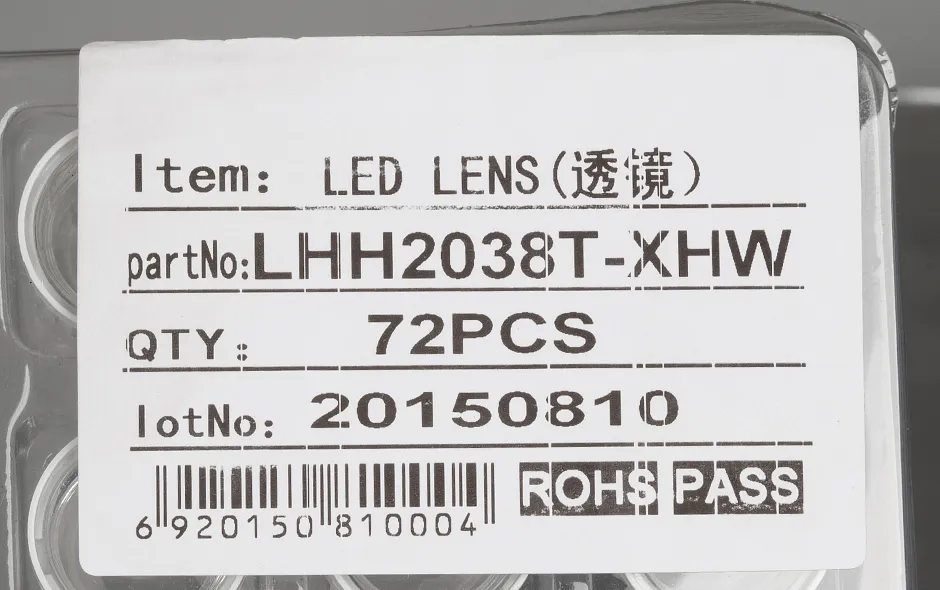 Item: LED LENS(透镜)
partNo:LHH2038T-XHW
QTY: 72PCS
lotNo: 20150810
ROHS PASS
6 920150 810004